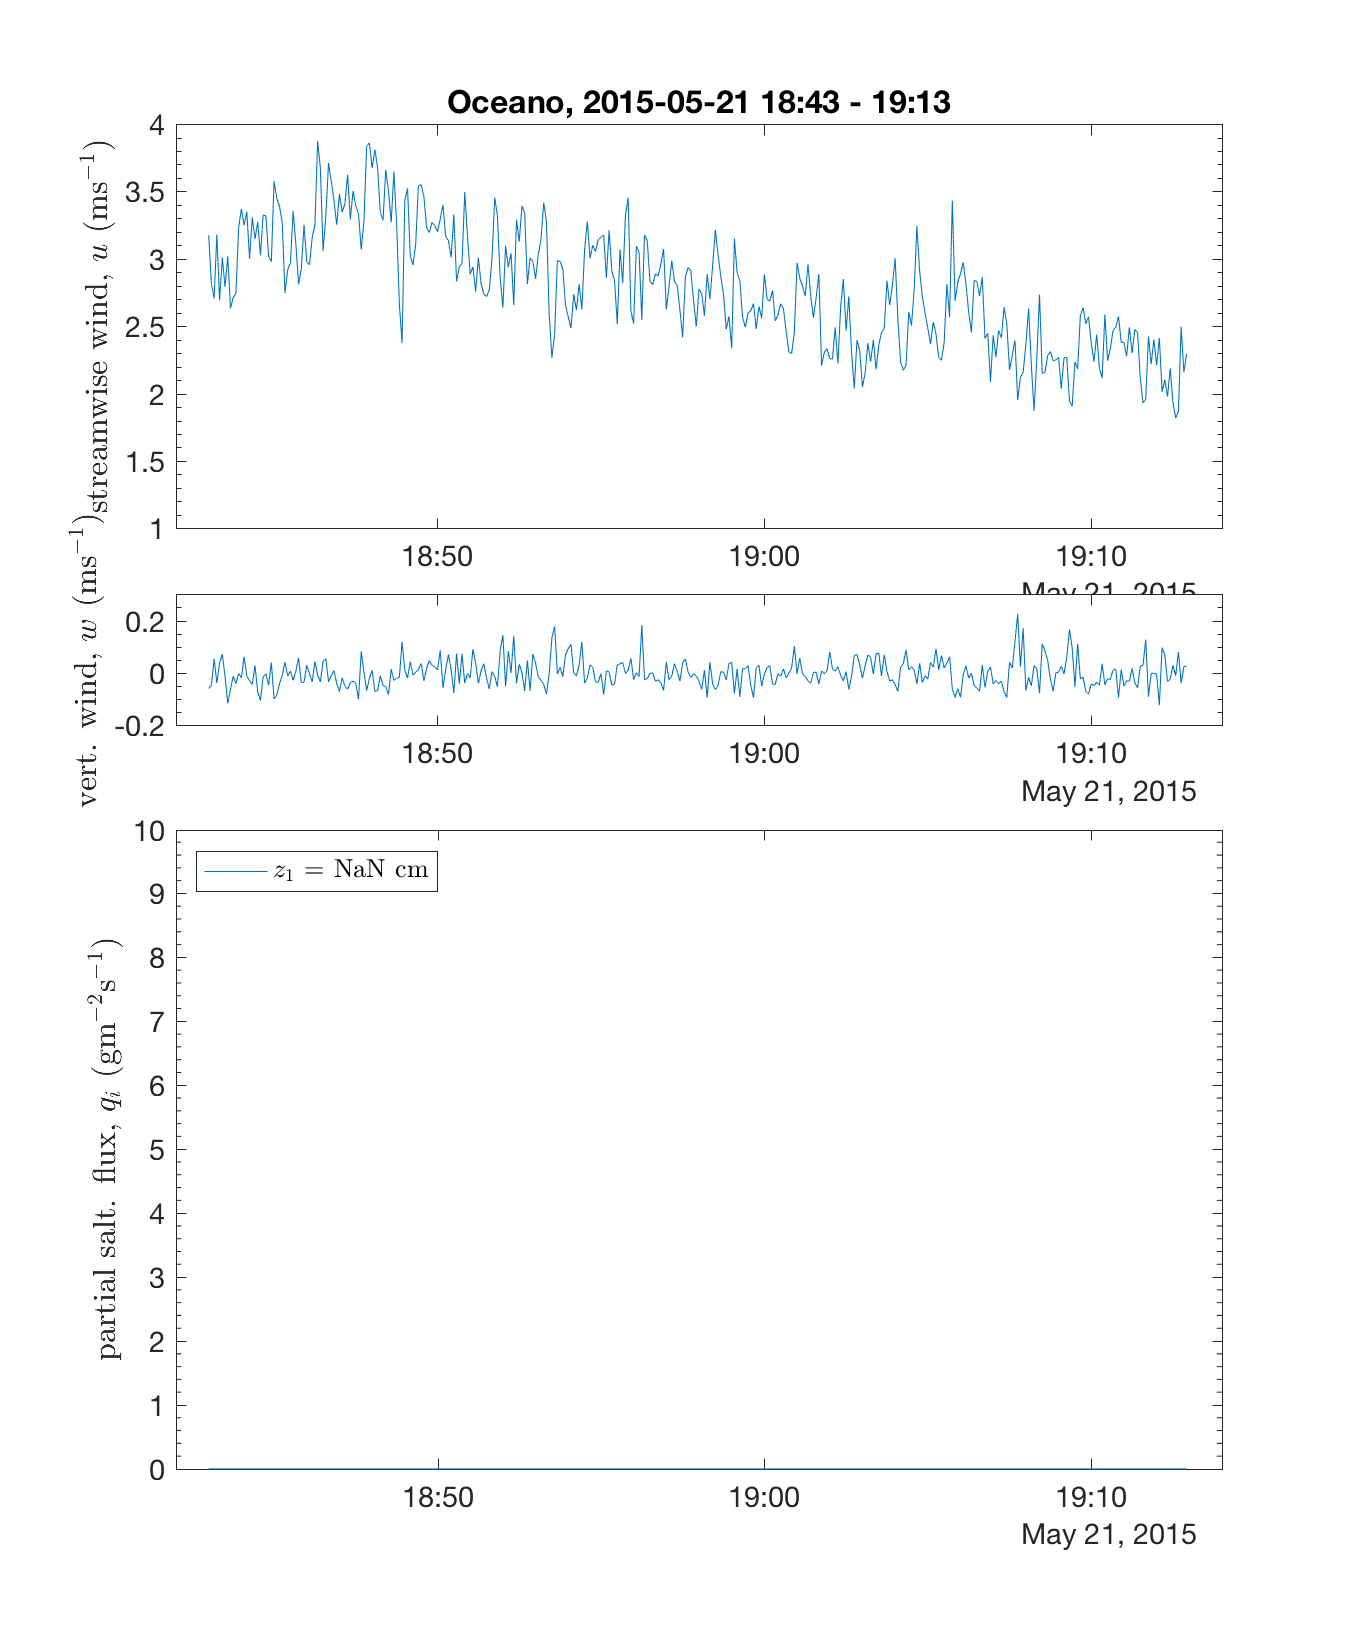 Oceano, 2015-05-21 18:43 - 19:13
streamwise wind, u (ms⁻¹)
4
3.5
3
2.5
2
1.5
1
18:50 19:00 19:10
May 21, 2015
vert. wind, w (ms⁻¹)
0.2
0
-0.2
18:50 19:00 19:10
May 21, 2015
partial salt. flux, qᵢ (gm⁻²s⁻¹)
10
9
8
7
6
5
4
3
2
1
0
z₁ = NaN cm
18:50 19:00 19:10
May 21, 2015